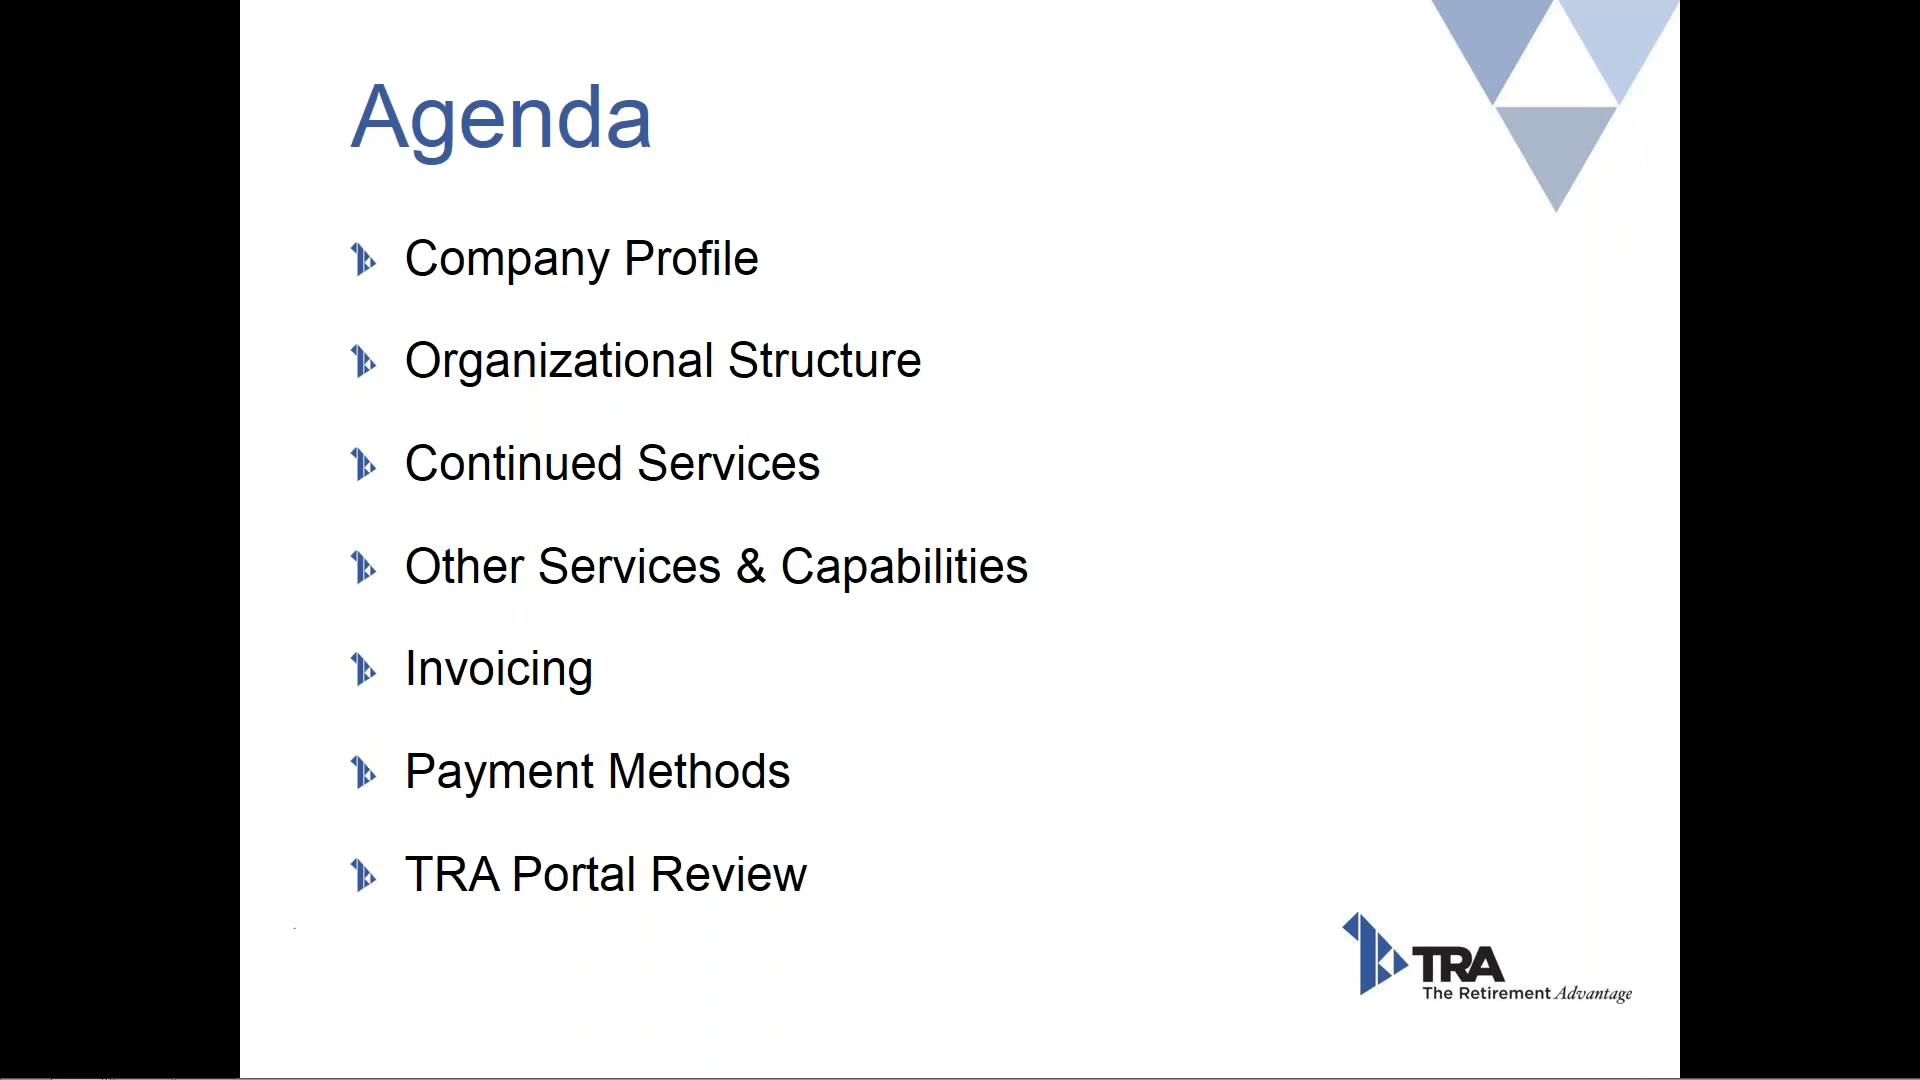 Agenda
Company Profile
Organizational Structure
Continued Services
Other Services & Capabilities
Invoicing
Payment Methods
TRA Portal Review
TRA
The Retirement Advantage